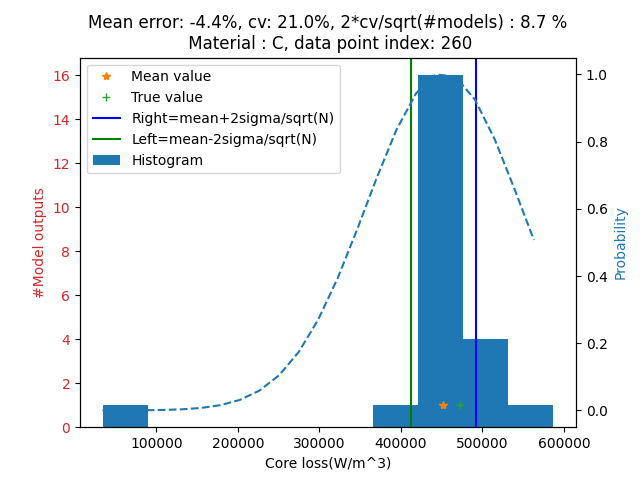 Mean error: -4.4%, cv: 21.0%, 2*cv/sqrt(#models) : 8.7 %
Material : C, data point index: 260
Mean value
True value
Right=mean+2sigma/sqrt(N)
Left=mean-2sigma/sqrt(N)
Histogram
16
14
12
10
8
6
4
2
0
#Model outputs
1.0
0.8
0.6
0.4
0.2
0.0
Probability
100000 200000 300000 400000 500000 600000
Core loss(W/m^3)